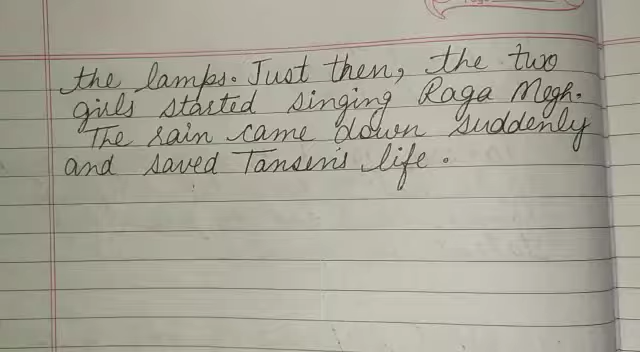 the lamps. Just then, the two
girls started singing Raga Megh.
The rain came down suddenly
and saved Tansen's life.